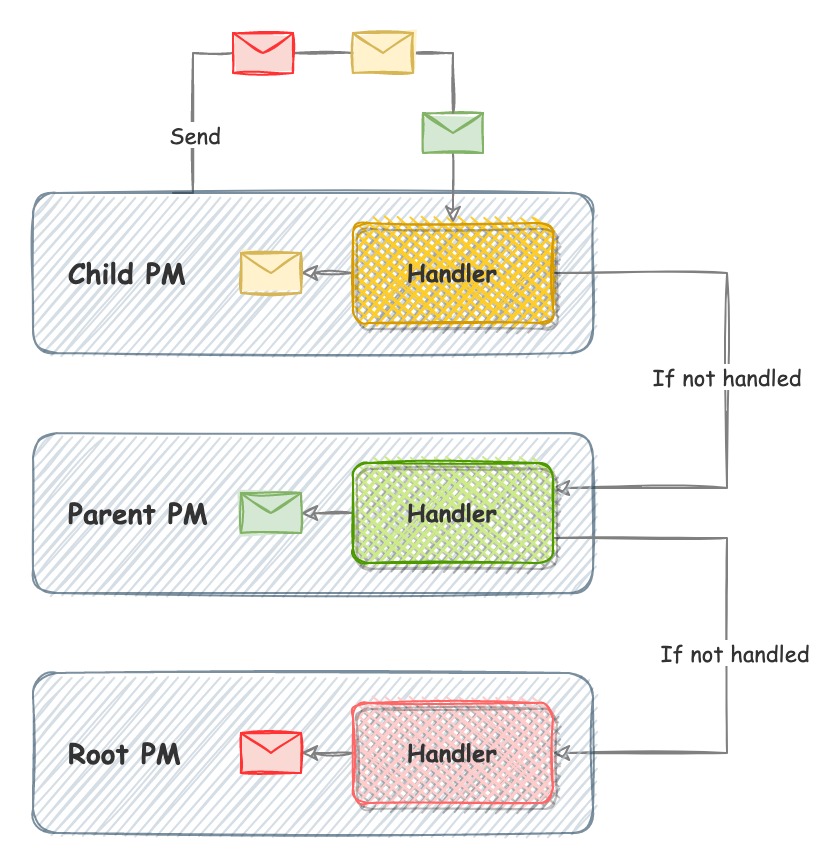 Send
Child PM
Handler
If not handled
Parent PM
Handler
If not handled
Root PM
Handler